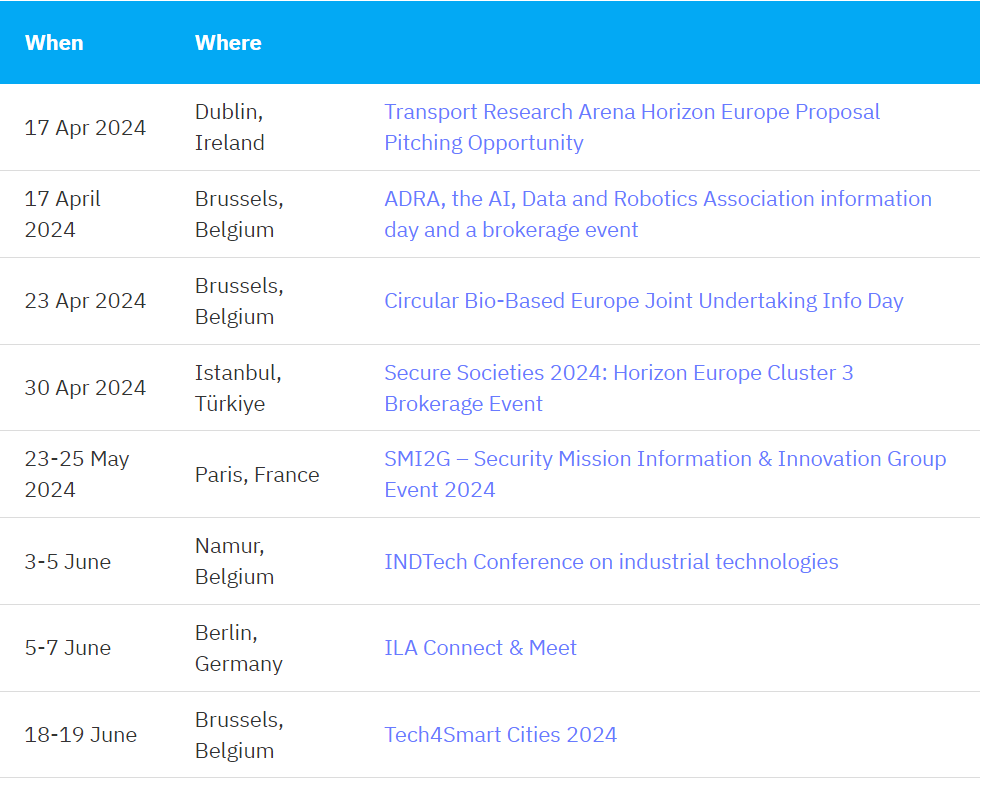 When Where
17 Apr 2024
Dublin,
Ireland
Transport Research Arena Horizon Europe Proposal
Pitching Opportunity
17 April
2024
Brussels,
Belgium
ADRA, the AI, Data and Robotics Association information
day and a brokerage event
23 Apr 2024
Brussels,
Belgium
Circular Bio-Based Europe Joint Undertaking Info Day
30 Apr 2024
Istanbul,
Türkiye
Secure Societies 2024: Horizon Europe Cluster 3
Brokerage Event
23-25 May
2024
Paris, France
SMI2G – Security Mission Information & Innovation Group
Event 2024
3-5 June
Namur,
Belgium
INDTech Conference on industrial technologies
5-7 June
Berlin,
Germany
ILA Connect & Meet
18-19 June
Brussels,
Belgium
Tech4Smart Cities 2024